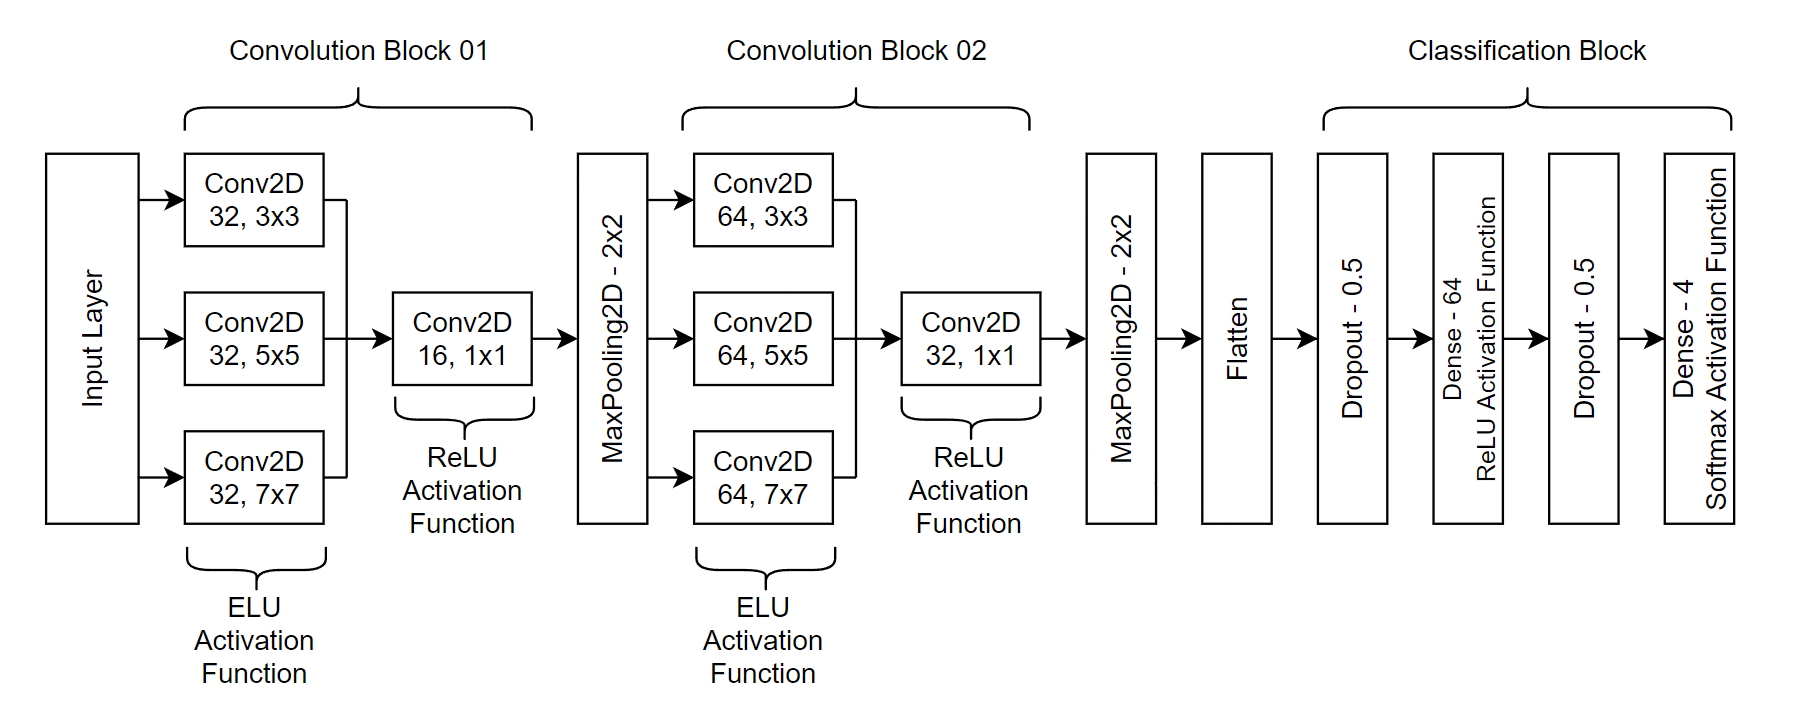 Convolution Block 01
Convolution Block 02
Classification Block
Input Layer
Conv2D
32, 3x3
Conv2D
32, 5x5
Conv2D
32, 7x7
ELU
Activation
Function
Conv2D
16, 1x1
ReLU
Activation
Function
MaxPooling2D - 2x2
Conv2D
64, 3x3
Conv2D
64, 5x5
Conv2D
64, 7x7
ELU
Activation
Function
Conv2D
32, 1x1
ReLU
Activation
Function
MaxPooling2D - 2x2
Flatten
Dropout - 0.5
Dense - 64
ReLU Activation Function
Dropout - 0.5
Dense - 4
Softmax Activation Function